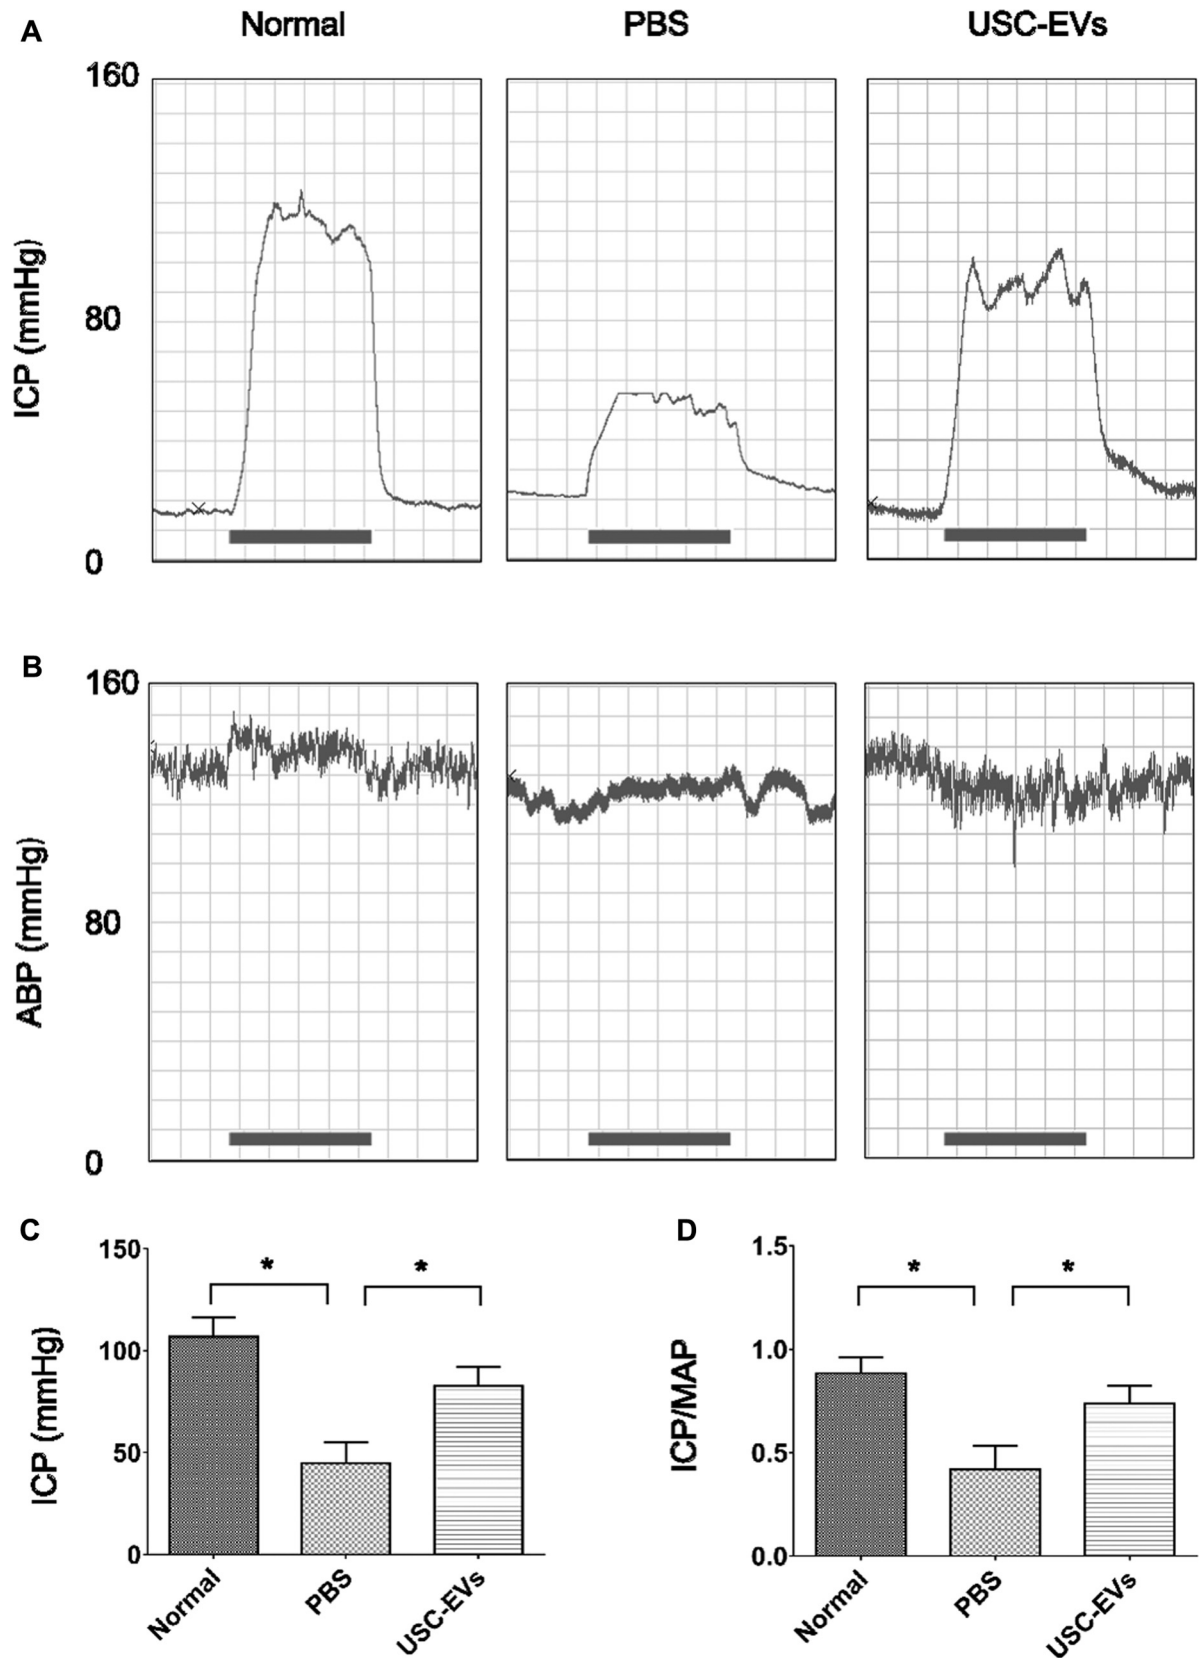 A
Normal
PBS
USC-EVs
160
80
0
ICP (mmHg)
B
160
80
0
ABP (mmHg)
C
150
100
50
0
ICP (mmHg)
*
*
Normal
PBS
USC-EVs
D
1.5
1.0
0.5
0.0
ICP/MAP
*
*
Normal
PBS
USC-EVs